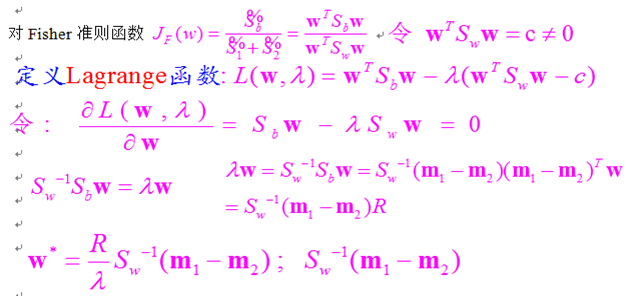 对 Fisher 准则函数 J_F(w) = S̃_b / (S̃_1 + S̃_2) = w^T S_b w / w^T S_w w 令 w^T S_w w = c ≠ 0
定义Lagrange函数: L(w, λ) = w^T S_b w − λ(w^T S_w w − c)
令: ∂L(w, λ) / ∂w = S_b w − λ S_w w = 0
S_w^{-1} S_b w = λw
λw = S_w^{-1} S_b w = S_w^{-1}(m_1 − m_2)(m_1 − m_2)^T w
= S_w^{-1}(m_1 − m_2)R
w* = R/λ S_w^{-1}(m_1 − m_2); S_w^{-1}(m_1 − m_2)